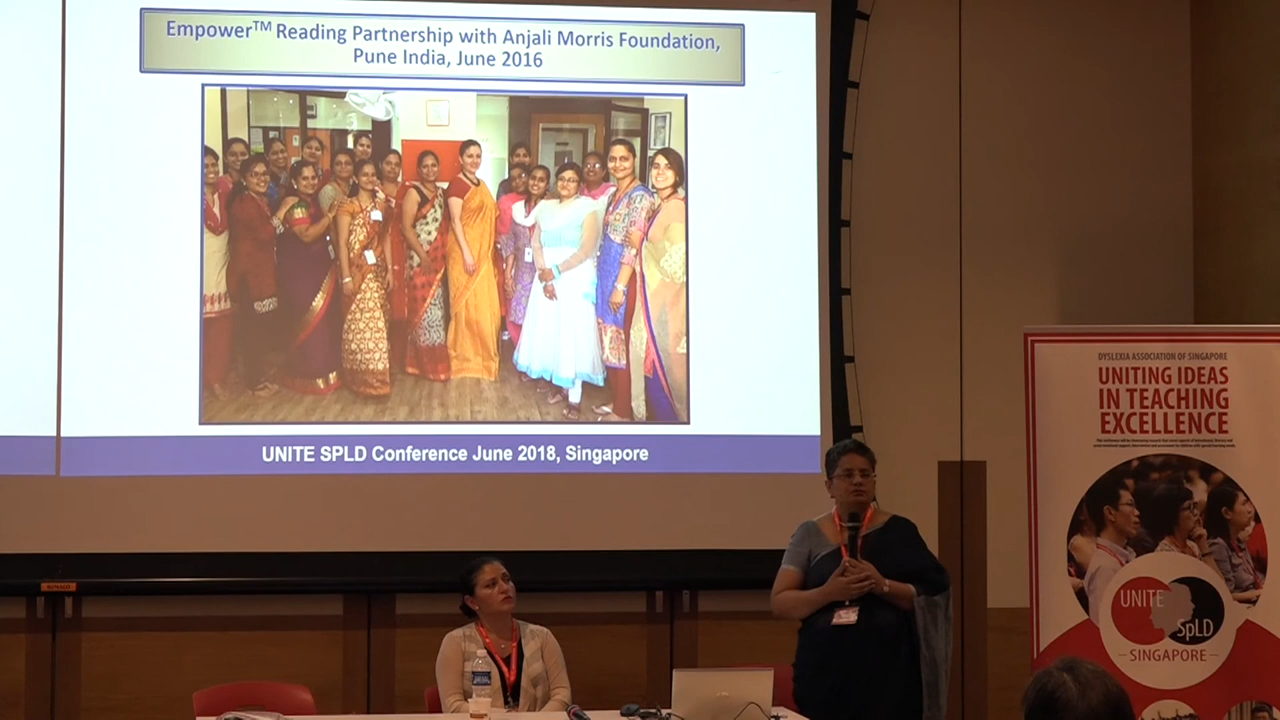 Empower™ Reading Partnership with Anjali Morris Foundation,
Pune India, June 2016
UNITE SPLD Conference June 2018, Singapore
DYSLEXIA ASSOCIATION OF SINGAPORE
UNITING IDEAS
IN TEACHING
EXCELLENCE
UNITE
SpLD
– SINGAPORE –